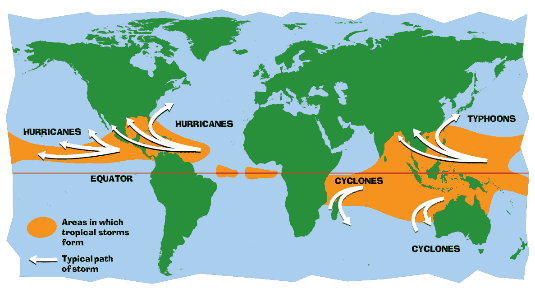 TYPHOONS
HURRICANES
HURRICANES
EQUATOR
CYCLONES
Areas in which
tropical storms
form
CYCLONES
Typical path
of storm